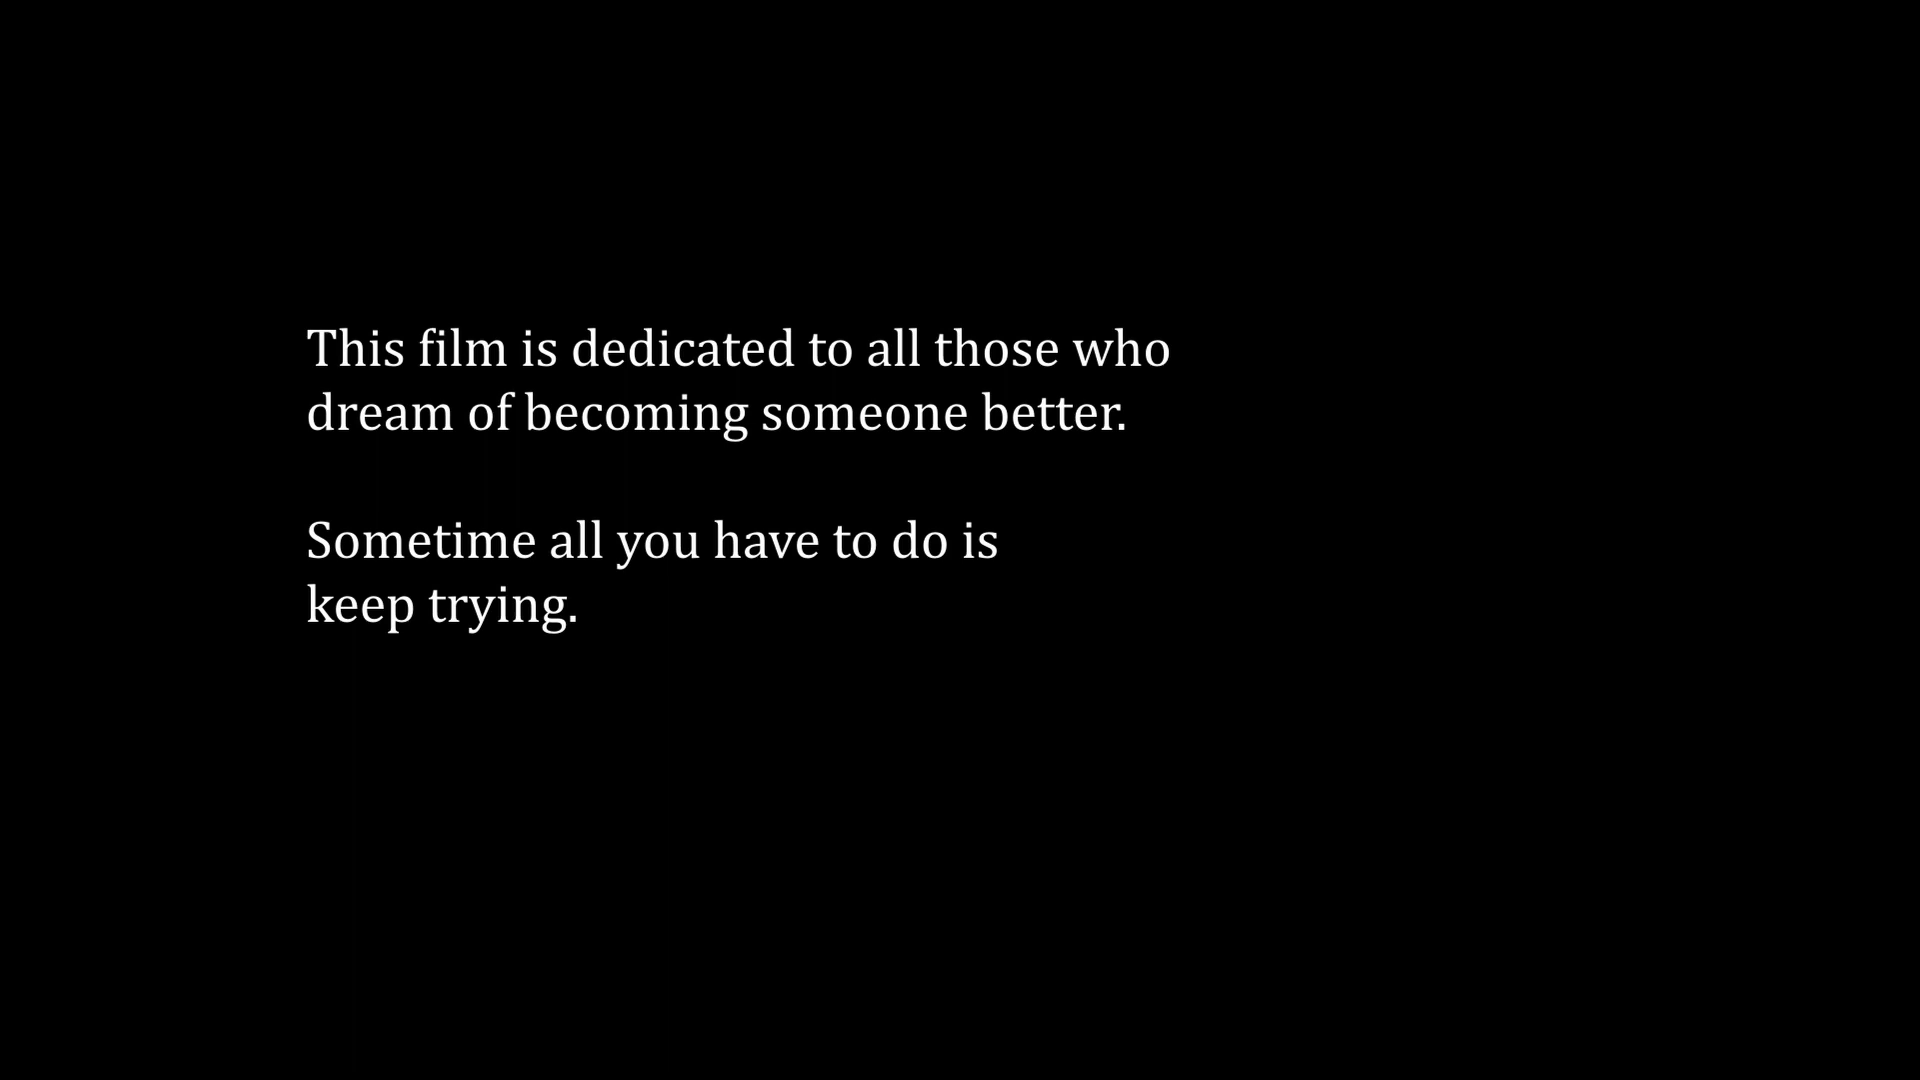 This film is dedicated to all those who
dream of becoming someone better.
Sometime all you have to do is
keep trying.